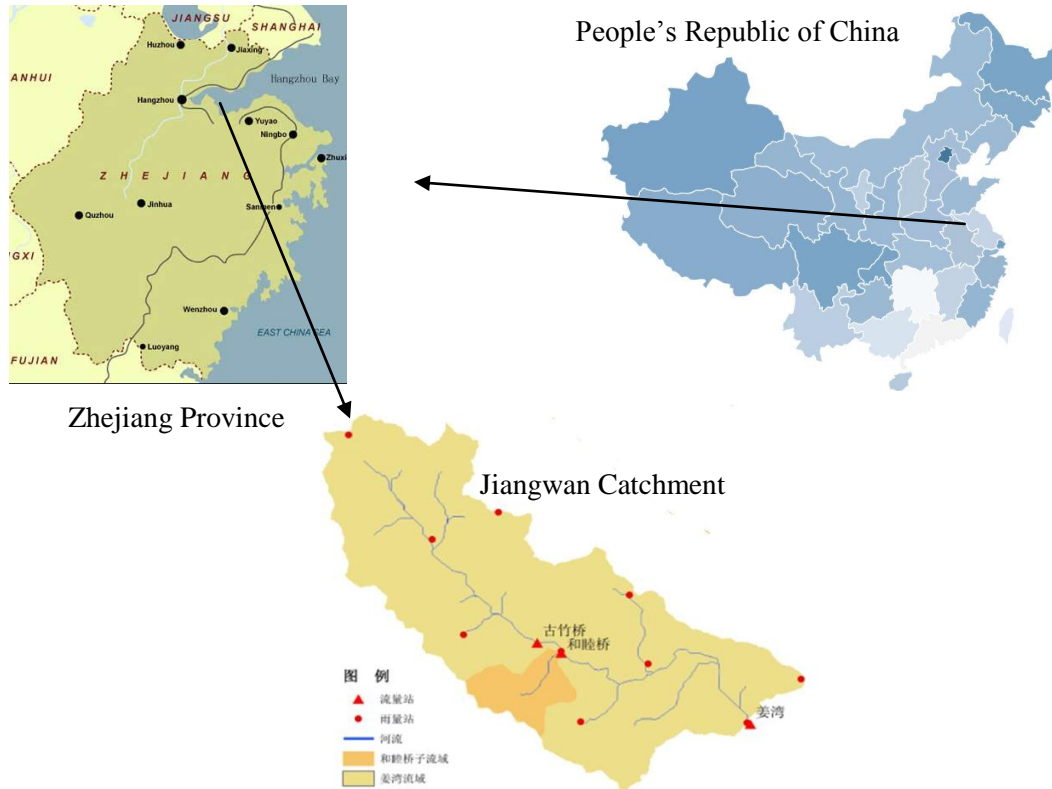 JIANGSU
SHANGHAI
Huzhou
Jiaxing
ANHUI
Hangzhou Bay
Hangzhou
Yuyao
Ningbo
Zhuxi
ZHEJIANG
Jinhua
Sanmen
Quzhou
NGXI
Wenzhou
EAST CHINA SEA
Luoyang
FUJIAN
People's Republic of China
Zhejiang Province
Jiangwan Catchment
古竹桥
和睦桥
姜湾
图 例
流量站
雨量站
河流
和睦桥子流域
姜湾流域